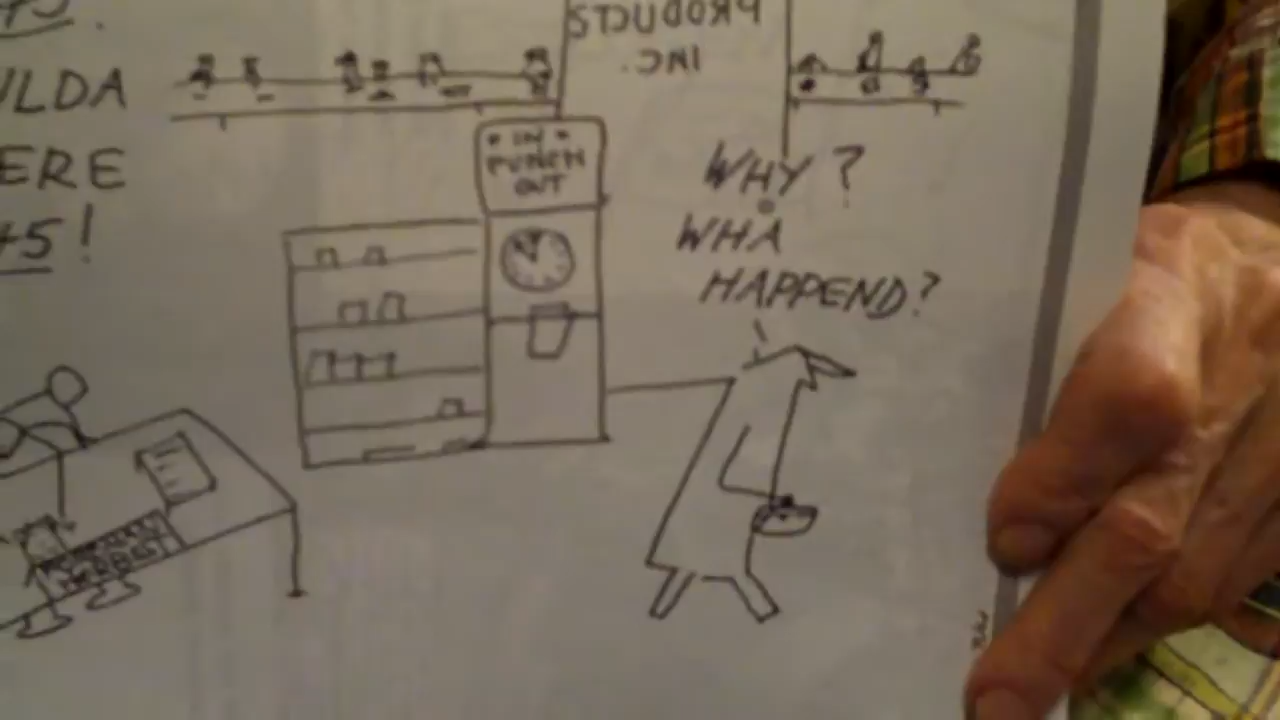 ULDA
ERE
45!
PRODUCTS
INC.
IN
PUNCH
OUT
WHY?
WHA
HAPPEND?